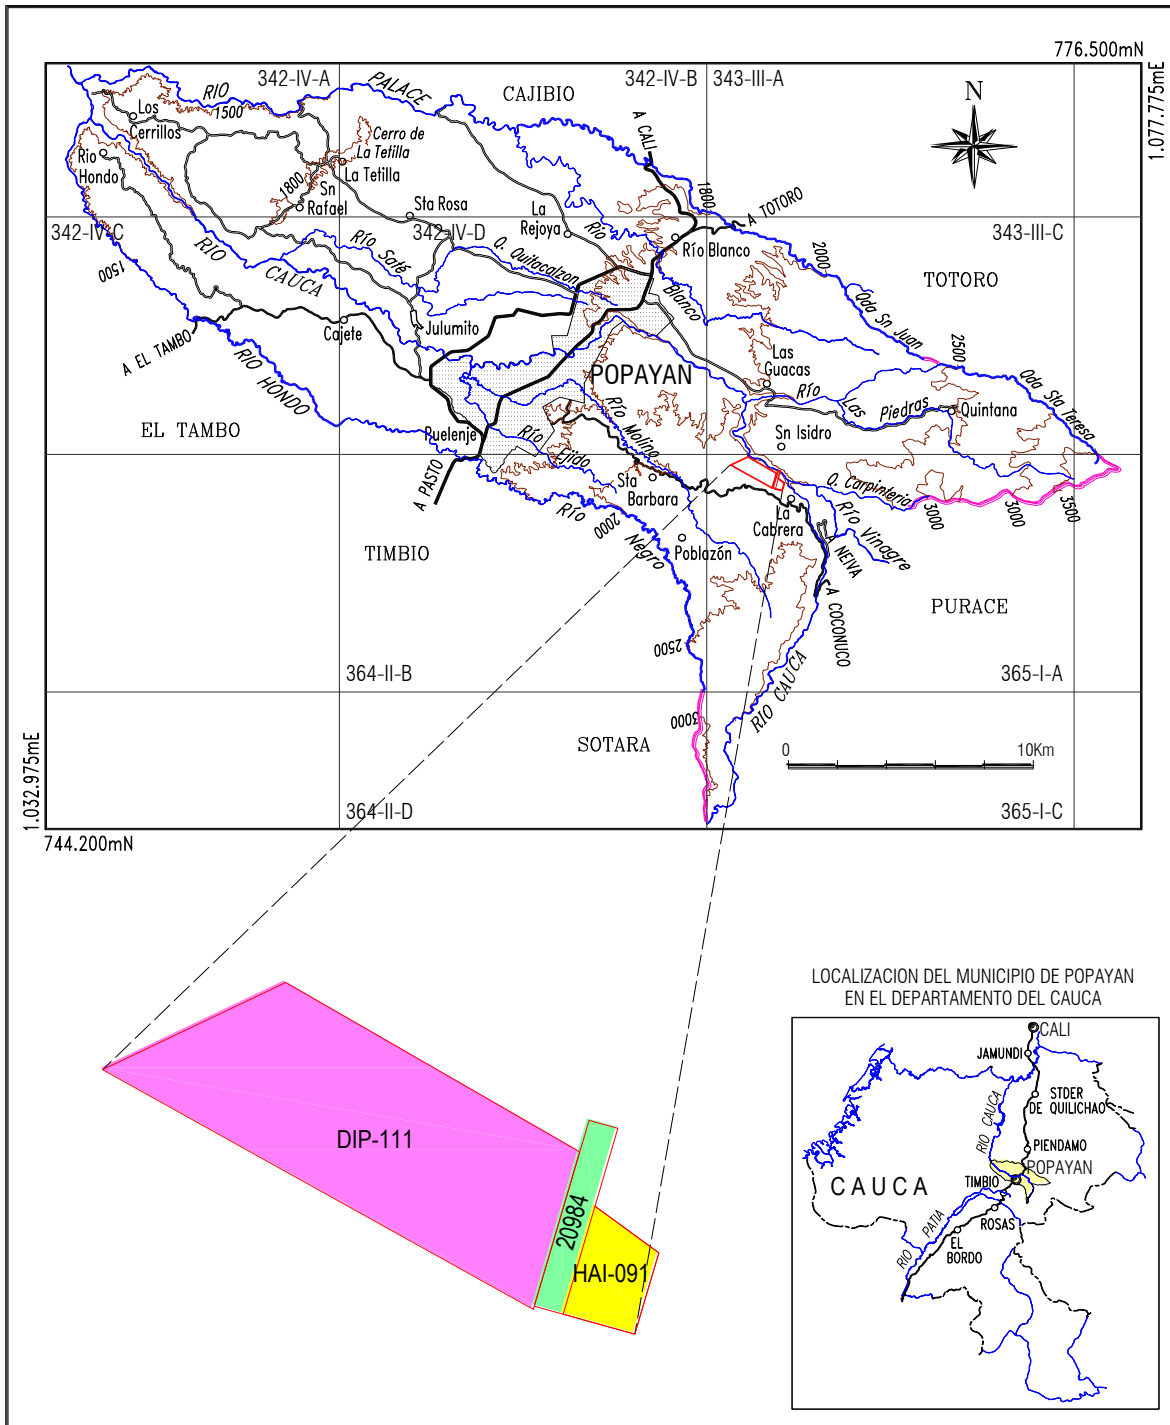 776.500mN
1.077.775mE
342-IV-A
342-IV-B
343-III-A
RIO
PALACE
1500
CAJIBIO
N
A CALI
Los
Cerrillos
Cerro de
La Tetilla
La Tetilla
Rio
Hondo
1800
Sn
Rafael
Sta Rosa
La
Rejoya
Río
Blanco
1800
A TOTORO
Río Blanco
342-IV-C
342-IV-D
343-III-C
1500
RIO
CAUCA
Río
Saté
Q. Quitacalzon
2000
TOTORO
Qda Sn Juan
2500
Qda Sta Teresa
Cajete
Julumito
A EL TAMBO
RIO HONDO
EL TAMBO
Las
Guacas
POPAYAN
Río
Las
Piedras
Quintana
Puelenje
Río
Ejido
Río
Molino
Sn Isidro
A PASTO
Sta
Barbara
Q. Carpinteria
3000
3000
3500
La
Cabrera
Río
Vinagre
TIMBIO
Río
2000
Negro
Poblazón
A NEIVA
A COCONUCO
PURACE
2500
364-II-B
365-I-A
3000
SOTARA
RIO CAUCA
0
10Km
364-II-D
365-I-C
1.032.975mE
744.200mN
DIP-111
20984
HAI-091
LOCALIZACION DEL MUNICIPIO DE POPAYAN
EN EL DEPARTAMENTO DEL CAUCA
CALI
JAMUNDI
STDER
DE QUILICHAO
RIO CAUCA
PIENDAMO
POPAYAN
TIMBIO
CAUCA
ROSAS
RIO
PATIA
EL
BORDO